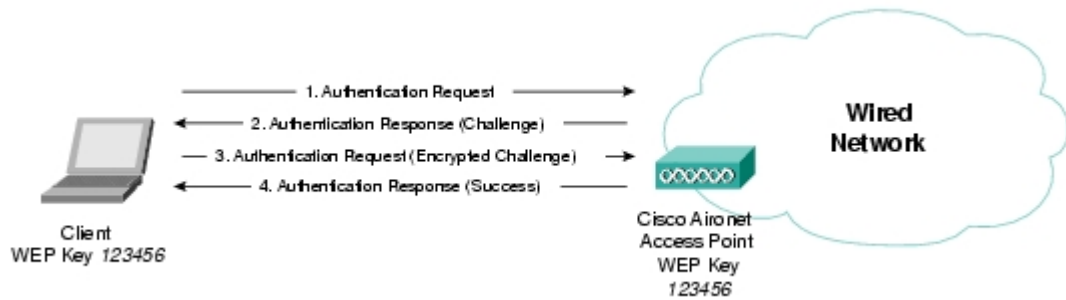 1. Authentication Request
2. Authentication Response (Challenge)
3. Authentication Request (Encrypted Challenge)
4. Authentication Response (Success)
Wired
Network
Client
WEP Key 123456
Cisco Aironet
Access Point
WEP Key
123456